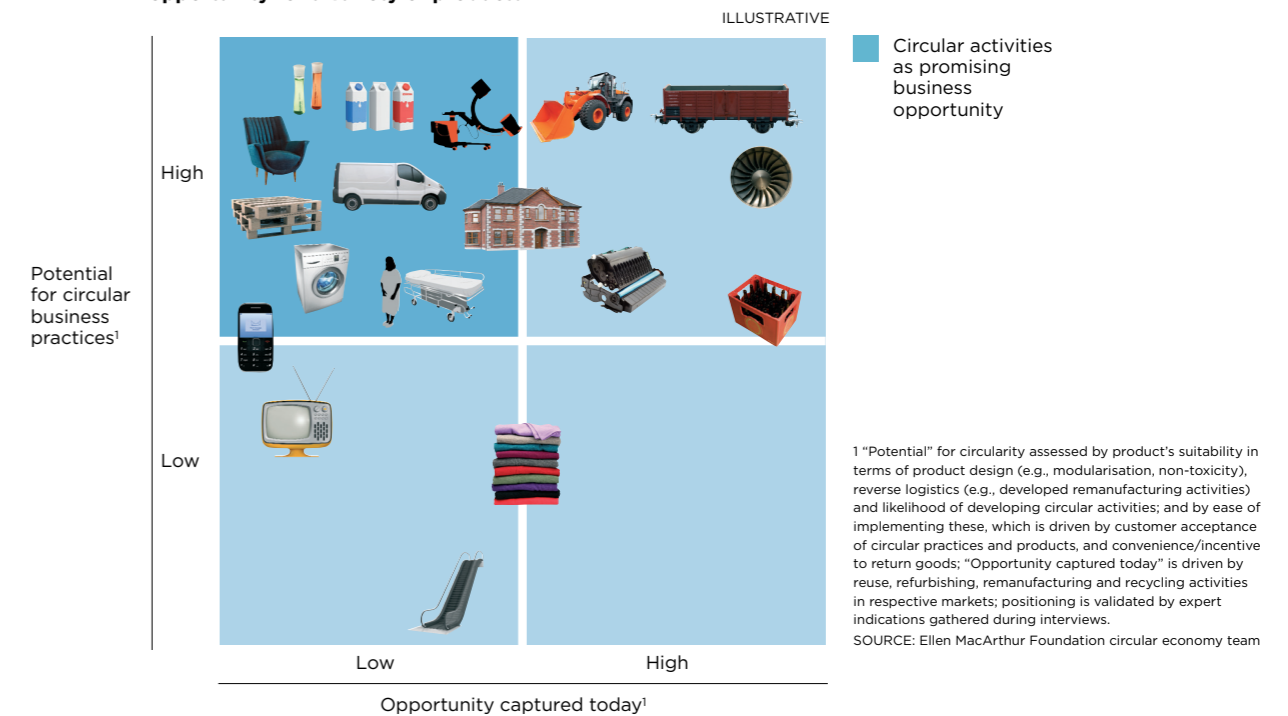 ILLUSTRATIVE
Circular activities
as promising
business
opportunity
High
Potential
for circular
business
practices¹
Low
1 “Potential” for circularity assessed by product’s suitability in
terms of product design (e.g., modularisation, non-toxicity),
reverse logistics (e.g., developed remanufacturing activities)
and likelihood of developing circular activities; and by ease of
implementing these, which is driven by customer acceptance
of circular practices and products, and convenience/incentive
to return goods; “Opportunity captured today” is driven by
reuse, refurbishing, remanufacturing and recycling activities
in respective markets; positioning is validated by expert
indications gathered during interviews.
SOURCE: Ellen MacArthur Foundation circular economy team
Low
High
Opportunity captured today¹